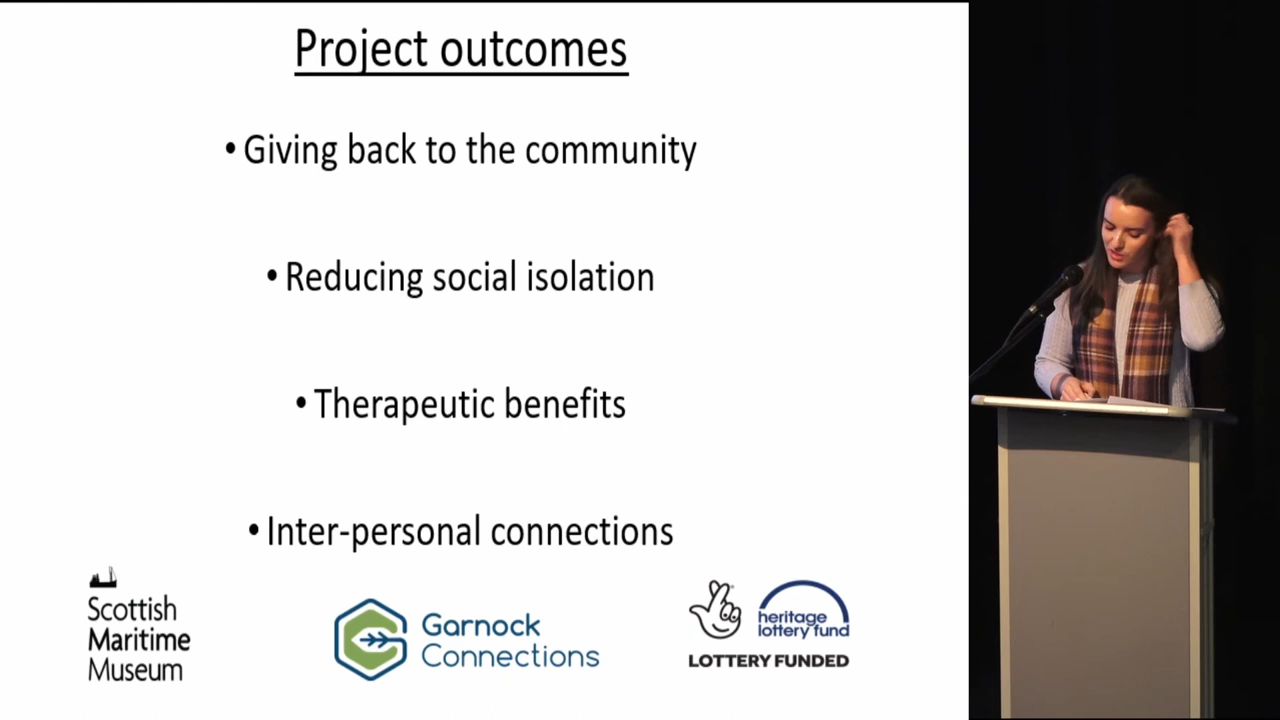 Project outcomes
• Giving back to the community
• Reducing social isolation
• Therapeutic benefits
• Inter-personal connections
Scottish
Maritime
Museum
Garnock
Connections
heritage
lottery fund
LOTTERY FUNDED